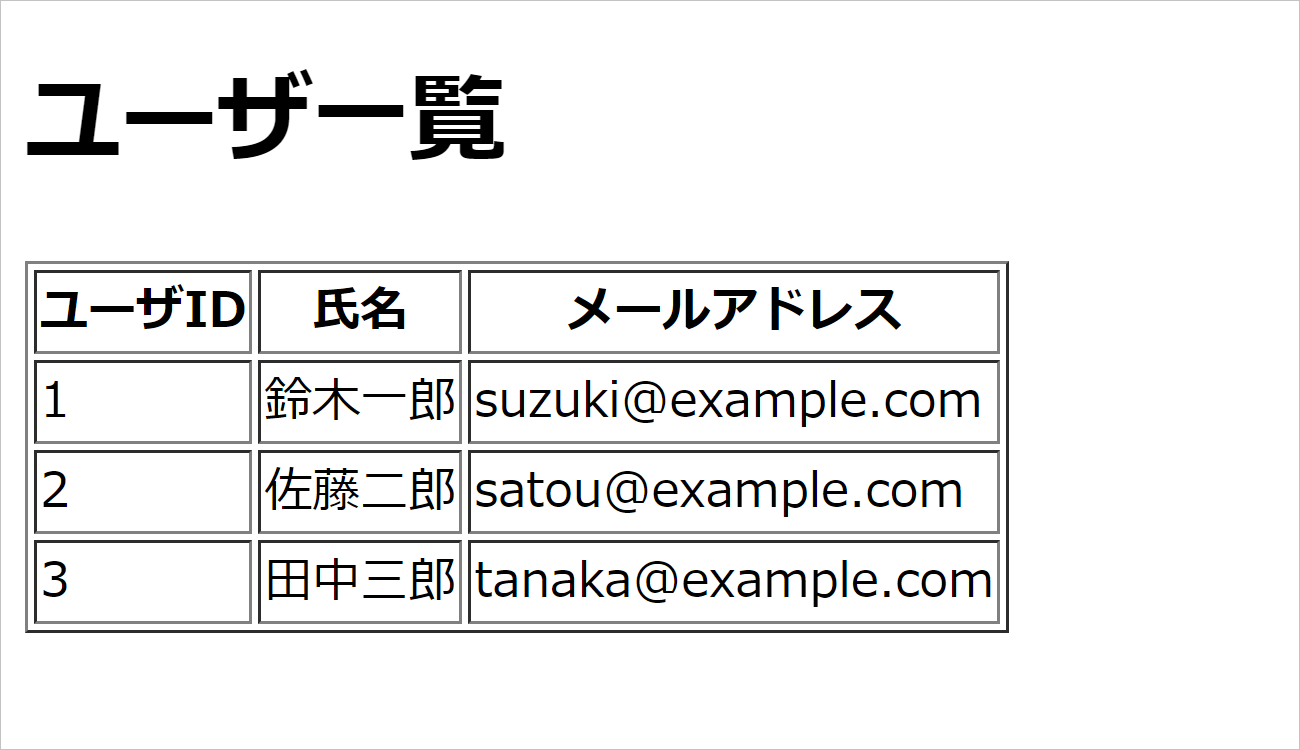 ユーザ一覧
ユーザID 氏名 メールアドレス
1 鈴木一郎 suzuki@example.com
2 佐藤二郎 satou@example.com
3 田中三郎 tanaka@example.com